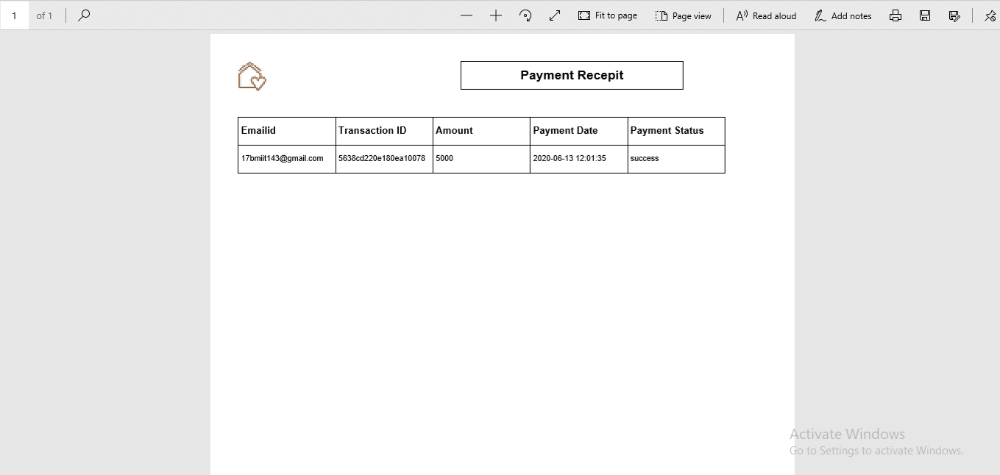 1 of 1 Fit to page Page view Read aloud Add notes
Payment Recepit
Emailid Transaction ID Amount Payment Date Payment Status
17bmiit143@gmail.com 5638cd220e180ea10078 5000 2020-06-13 12:01:35 success
Activate Windows
Go to Settings to activate Windows.